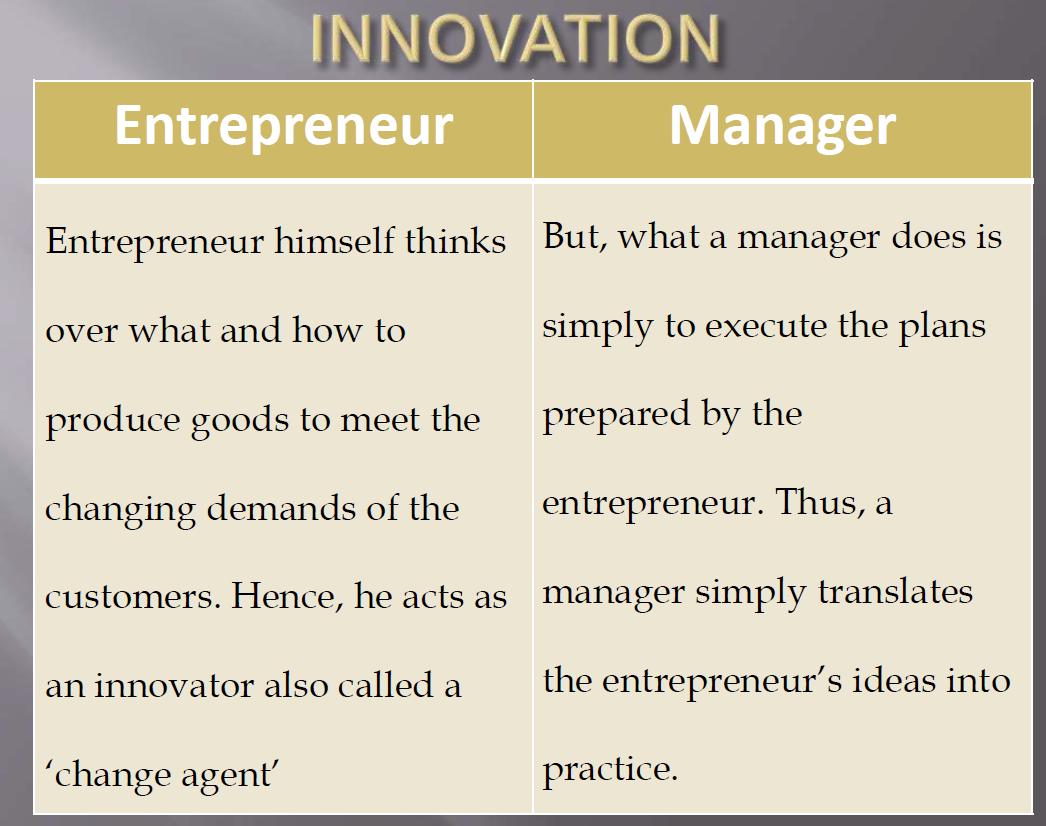 INNOVATION
Entrepreneur
Manager
Entrepreneur himself thinks
over what and how to
produce goods to meet the
changing demands of the
customers. Hence, he acts as
an innovator also called a
‘change agent’
But, what a manager does is
simply to execute the plans
prepared by the
entrepreneur. Thus, a
manager simply translates
the entrepreneur’s ideas into
practice.